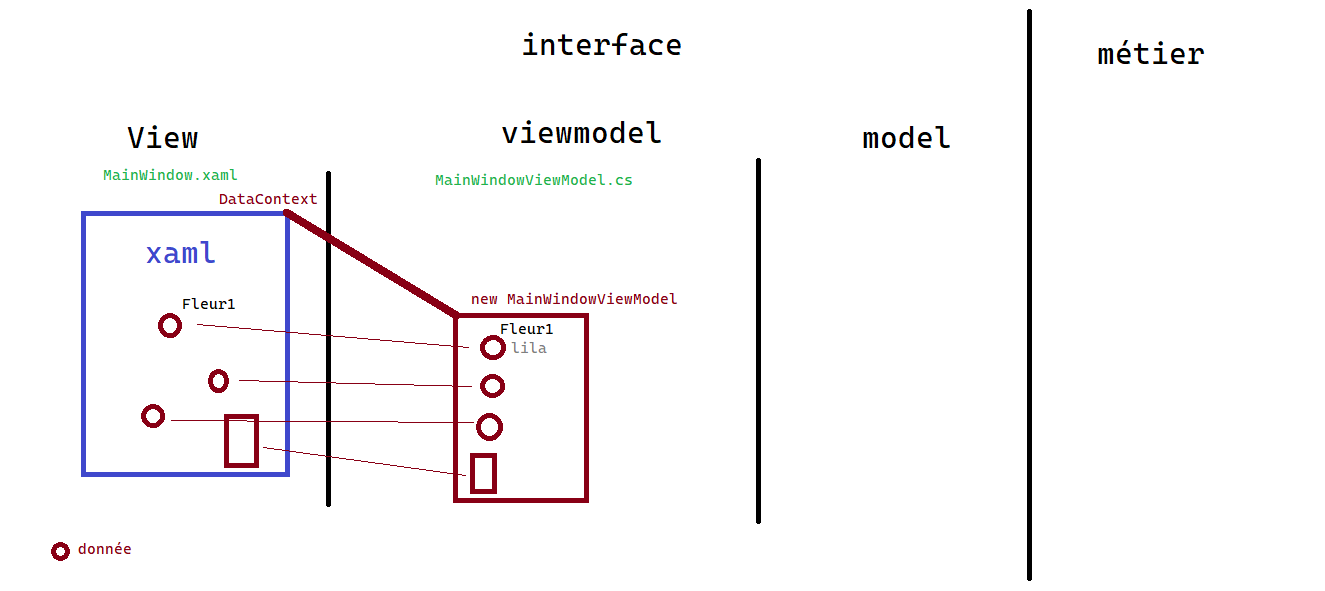 interface
métier
View
viewmodel
model
MainWindow.xaml
MainWindowViewModel.cs
DataContext
xaml
new MainWindowViewModel
Fleur1
Fleur1
lila
donnée